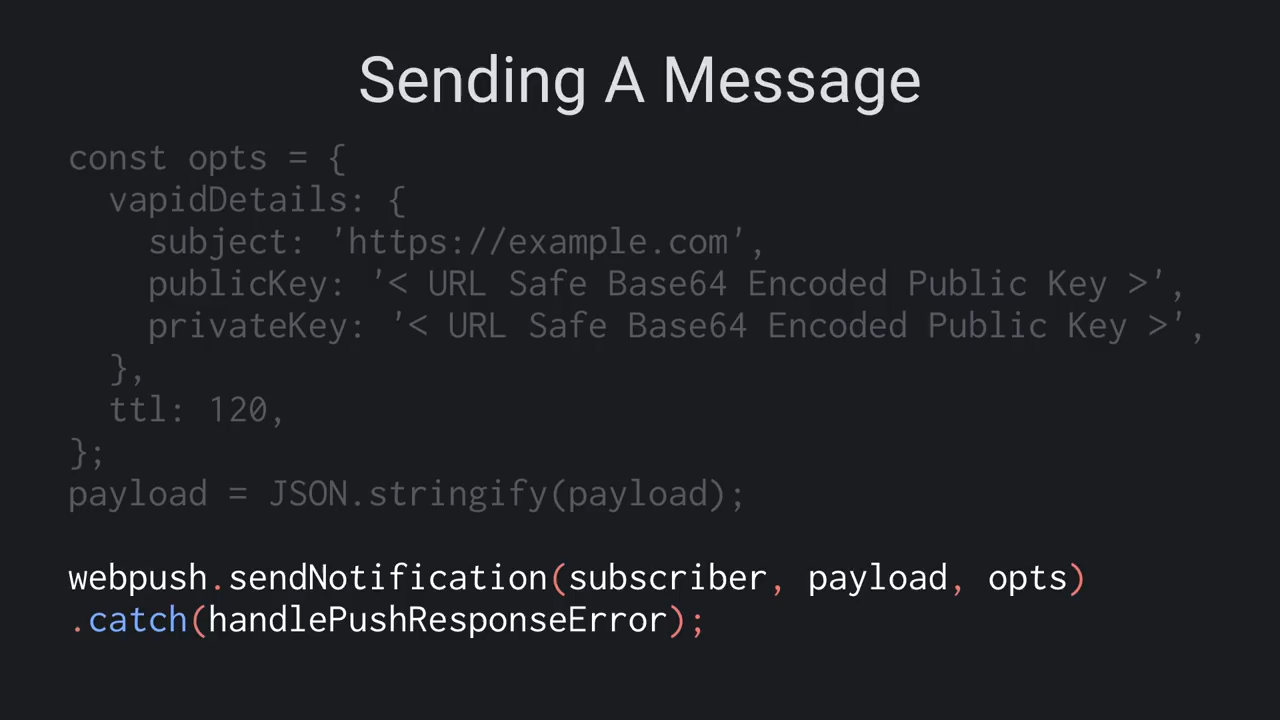 Sending A Message
const opts = {
  vapidDetails: {
    subject: 'https://example.com',
    publicKey: '< URL Safe Base64 Encoded Public Key >',
    privateKey: '< URL Safe Base64 Encoded Public Key >',
  },
  ttl: 120,
};
payload = JSON.stringify(payload);
webpush.sendNotification(subscriber, payload, opts)
.catch(handlePushResponseError);